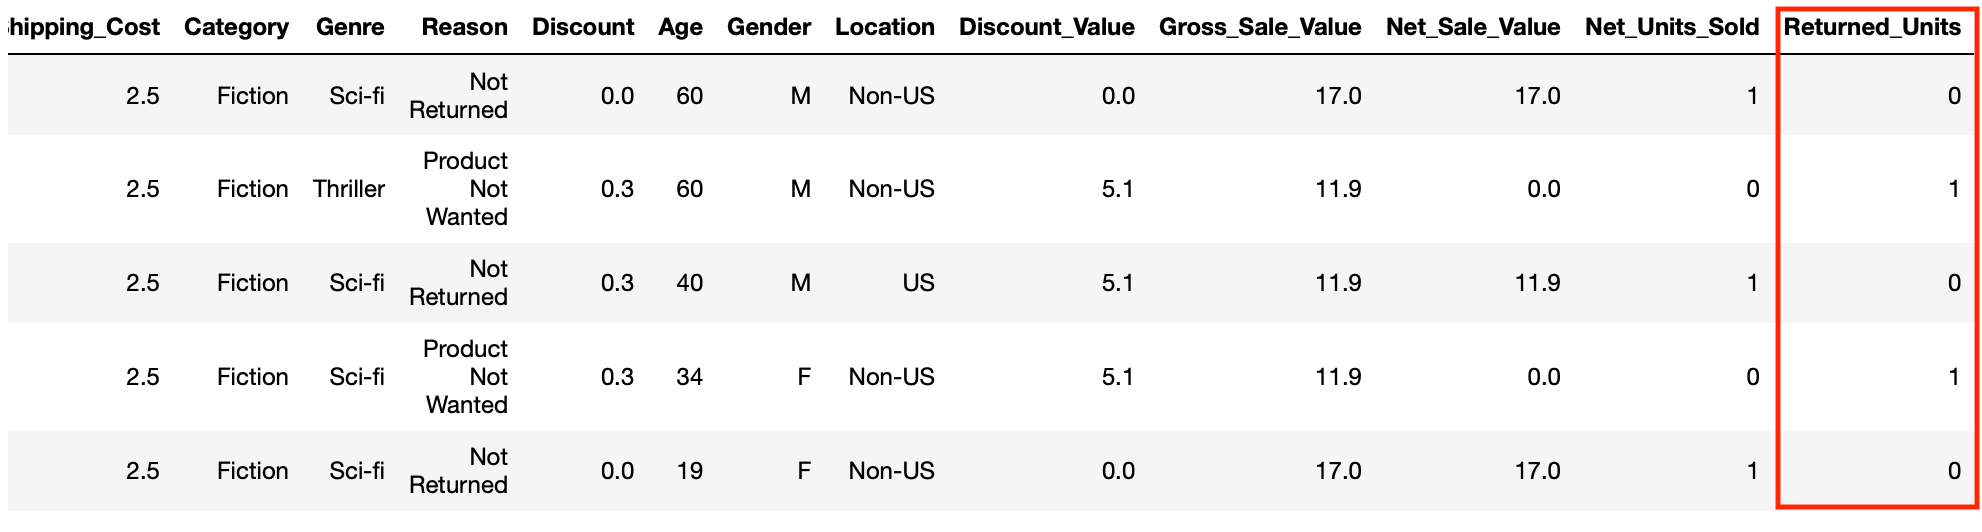 hipping_Cost Category Genre Reason Discount Age Gender Location Discount_Value Gross_Sale_Value Net_Sale_Value Net_Units_Sold Returned_Units
2.5 Fiction Sci-fi Not Returned 0.0 60 M Non-US 0.0 17.0 17.0 1 0
2.5 Fiction Thriller Product Not Wanted 0.3 60 M Non-US 5.1 11.9 0.0 0 1
2.5 Fiction Sci-fi Not Returned 0.3 40 M US 5.1 11.9 11.9 1 0
2.5 Fiction Sci-fi Product Not Wanted 0.3 34 F Non-US 5.1 11.9 0.0 0 1
2.5 Fiction Sci-fi Not Returned 0.0 19 F Non-US 0.0 17.0 17.0 1 0